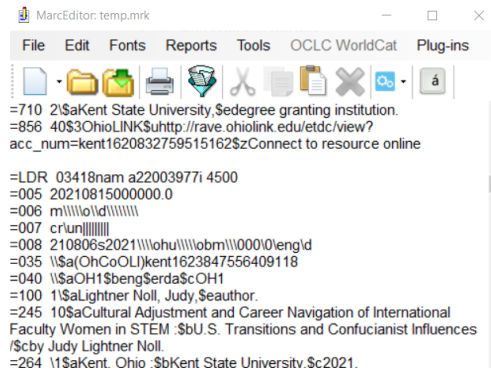 MarcEditor: temp.mrk
File Edit Fonts Reports Tools OCLC WorldCat Plug-ins
á
=710  2\$aKent State University,$edegree granting institution.
=856  40$3OhioLINK$uhttp://rave.ohiolink.edu/etdc/view?
acc_num=kent1620832759515162$zConnect to resource online
=LDR  03418nam a22003977i 4500
=005  20210815000000.0
=006  m\\\\\o\\d\\\\\\\\
=007  cr\un|||||||||
=008  210806s2021\\\\ohu\\\\\obm\\\000\0\eng\d
=035  \\$a(OhCoOLI)kent1623847556409118
=040  \\$aOH1$beng$erda$cOH1
=100  1\$aLightner Noll, Judy,$eauthor.
=245  10$aCultural Adjustment and Career Navigation of International
Faculty Women in STEM :$bU.S. Transitions and Confucianist Influences
/$cby Judy Lightner Noll.
=264  \1$aKent, Ohio :$bKent State University,$c2021.